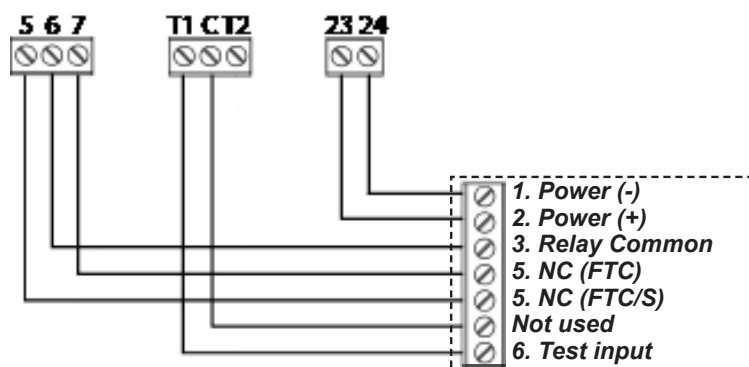 5 6 7 T1 C T2 23 24
1. Power (-)
2. Power (+)
3. Relay Common
5. NC (FTC)
5. NC (FTC/S)
Not used
6. Test input